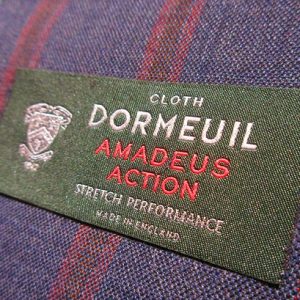 CLOTH
DORMEUIL
AMADEUS
ACTION
STRETCH PERFORMANCE
MADE IN ENGLAND